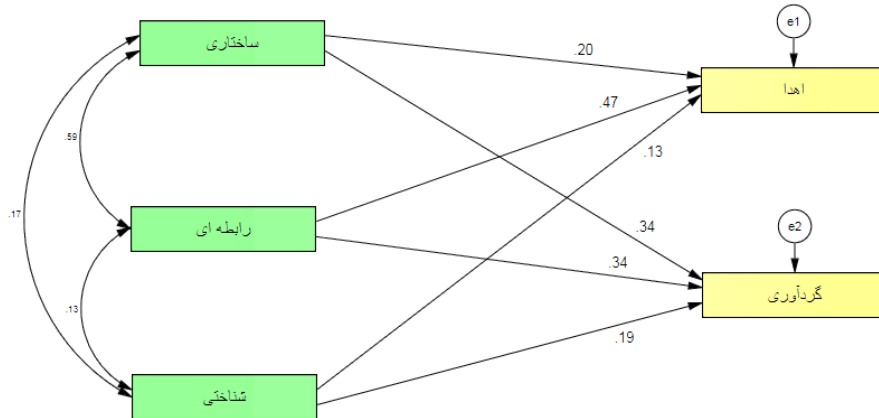 e1
ساختاری
.20
اهدا
.47
.59
.13
.17
رابطه ای
e2
.34
.34
گردآوری
.13
.19
شناختی